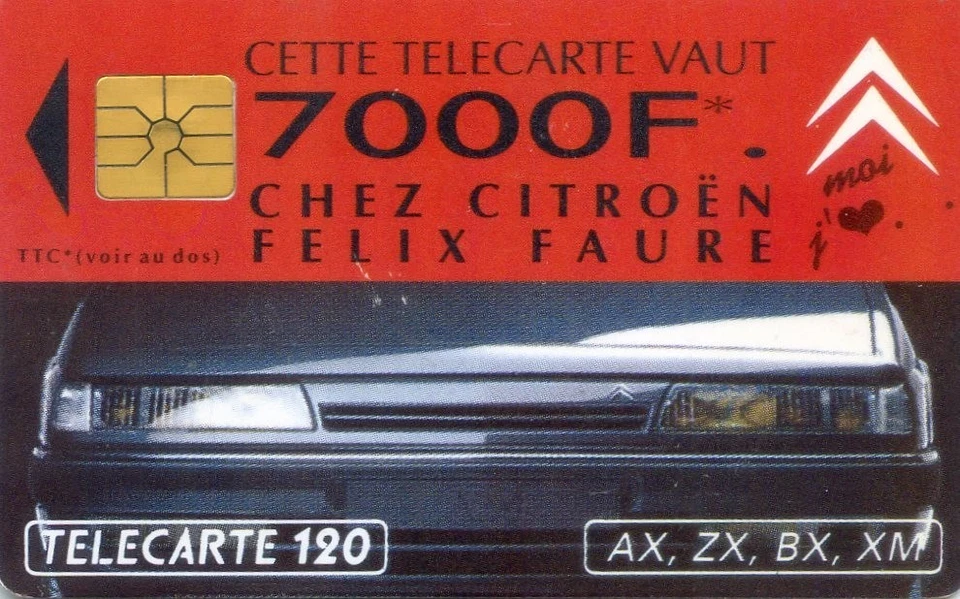 CETTE TELECARTE VAUT
7000F*.
CHEZ CITROËN
FELIX FAURE
moi
j'❤.
TTC*(voir au dos)
TELECARTE 120
AX, ZX, BX, XM